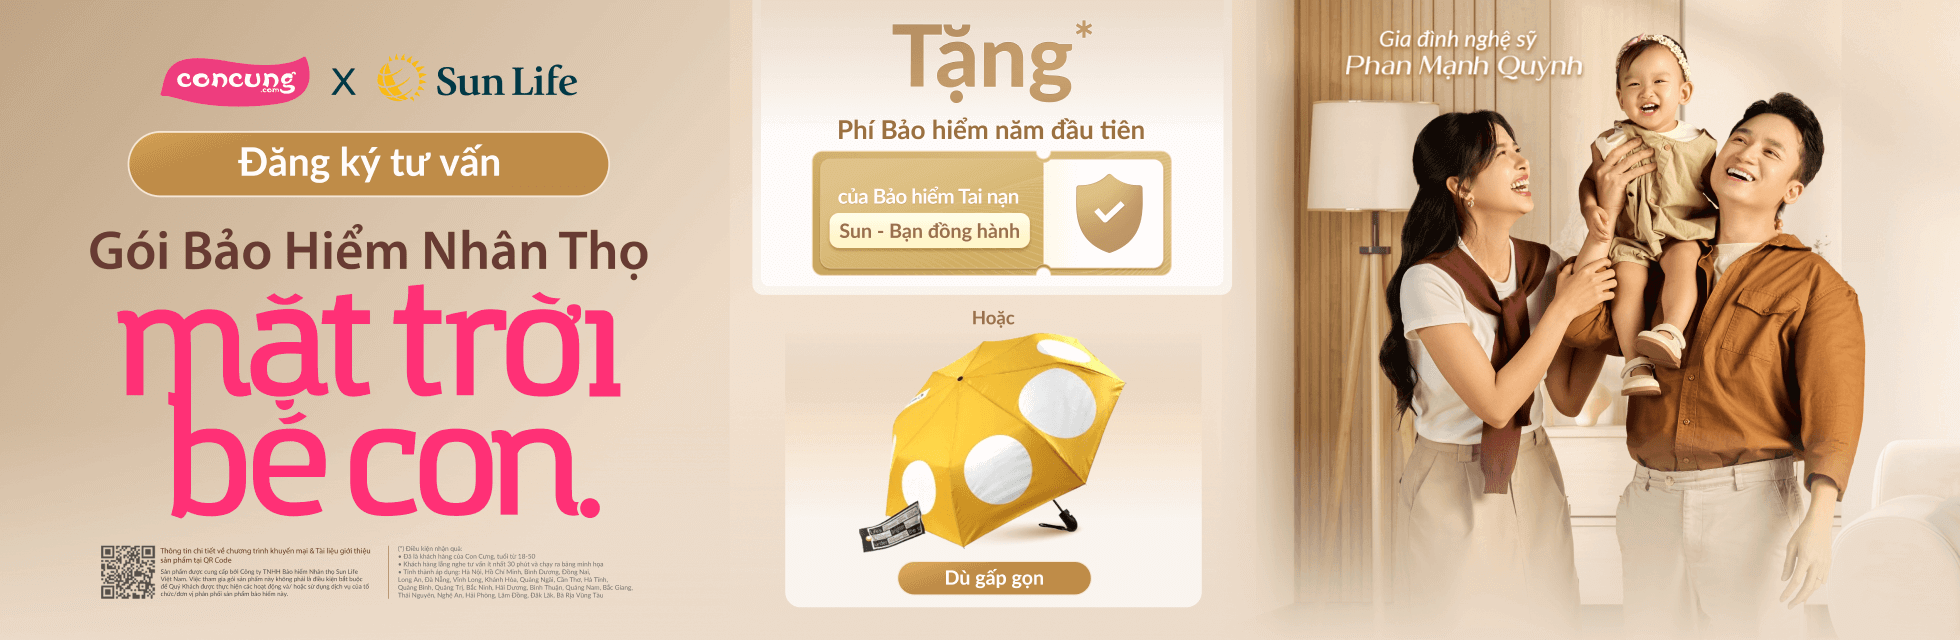 concung
.com
X
Sun Life
Đăng ký tư vấn
Gói Bảo Hiểm Nhân Thọ
mặt trời
bé con.
Thông tin chi tiết về chương trình khuyến mại & Tài liệu giới thiệu
sản phẩm tại QR Code
Sản phẩm được cung cấp bởi Công ty TNHH Bảo hiểm Nhân thọ Sun Life
Việt Nam. Việc tham gia gói sản phẩm này không phải là điều kiện bắt buộc
để Quý Khách được thực hiện các hoạt động và/ hoặc sử dụng dịch vụ của tổ
chức/đơn vị phân phối sản phẩm bảo hiểm này.
(*) Điều kiện nhận quà:
• Đã là khách hàng của Con Cưng, tuổi từ 18-50
• Khách hàng lắng nghe tư vấn ít nhất 30 phút và chạy ra bảng minh họa
• Tỉnh thành áp dụng: Hà Nội, Hồ Chí Minh, Bình Dương, Đồng Nai,
Long An, Đà Nẵng, Vĩnh Long, Khánh Hòa, Quảng Ngãi, Cần Thơ, Hà Tĩnh,
Quảng Bình, Quảng Trị, Bắc Ninh, Hải Dương, Bình Thuận, Quảng Nam, Bắc Giang,
Thái Nguyên, Nghệ An, Hải Phòng, Lâm Đồng, Đắk Lắk, Bà Rịa Vũng Tàu
Tặng*
Phí Bảo hiểm năm đầu tiên
của Bảo hiểm Tai nạn
Sun - Bạn đồng hành
Hoặc
Dù gấp gọn
Gia đình nghệ sỹ
Phan Mạnh Quỳnh